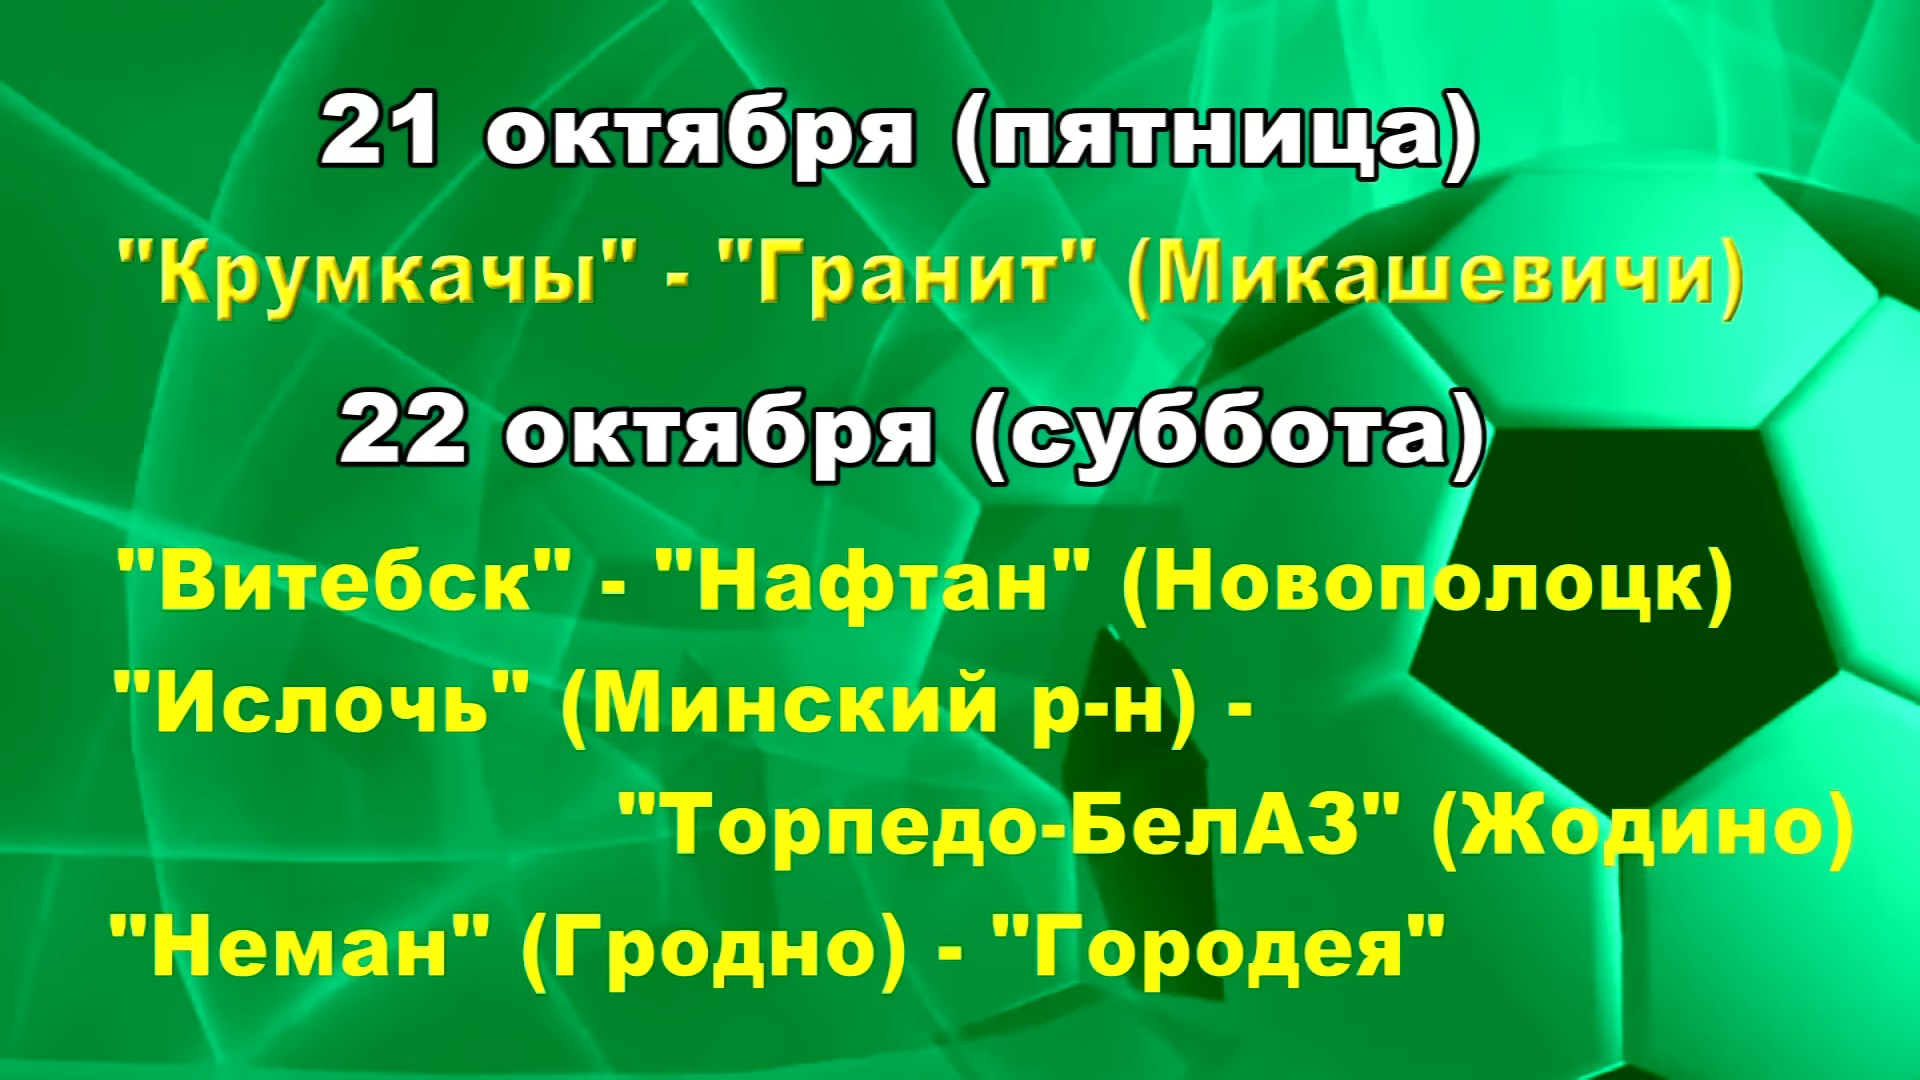 21 октября (пятница)
"Крумкачы" - "Гранит" (Микашевичи)
22 октября (суббота)
"Витебск" - "Нафтан" (Новополоцк)
"Ислочь" (Минский р-н) -
"Торпедо-БелАЗ" (Жодино)
"Неман" (Гродно) - "Городея"